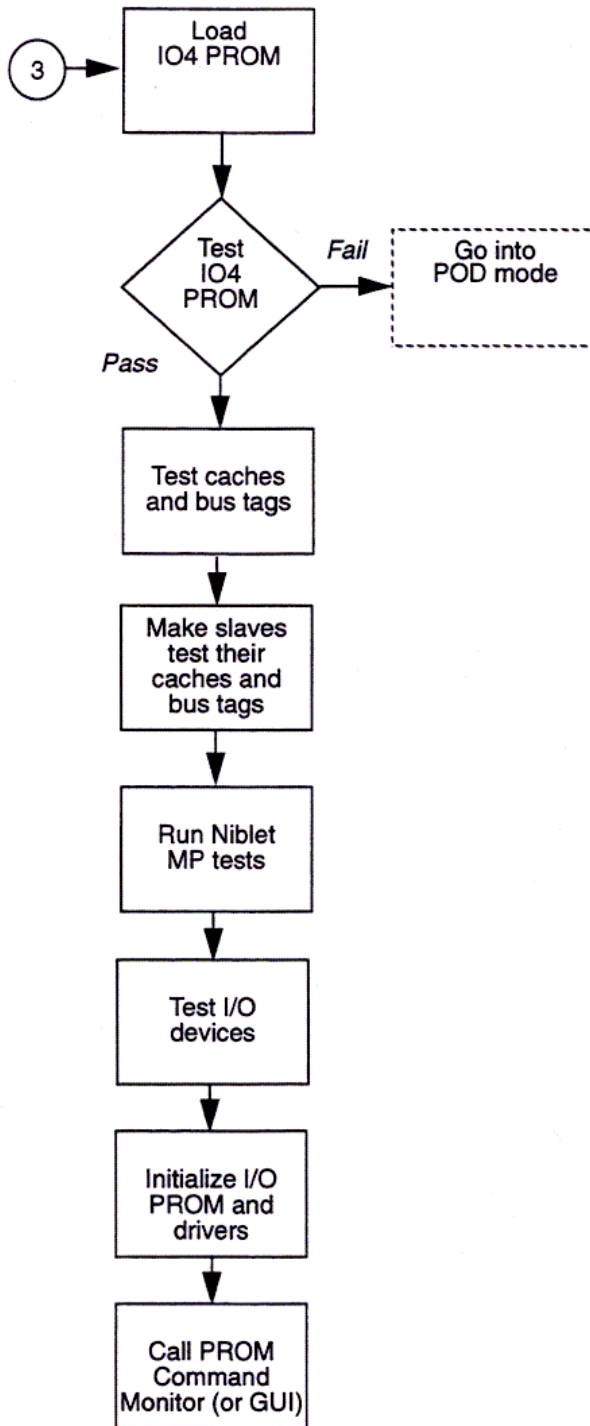 Load
IO4 PROM
3
Test
IO4
PROM
Fail
Go into
POD mode
Pass
Test caches
and bus tags
Make slaves
test their
caches and
bus tags
Run Niblet
MP tests
Test I/O
devices
Initialize I/O
PROM and
drivers
Call PROM
Command
Monitor (or GUI)